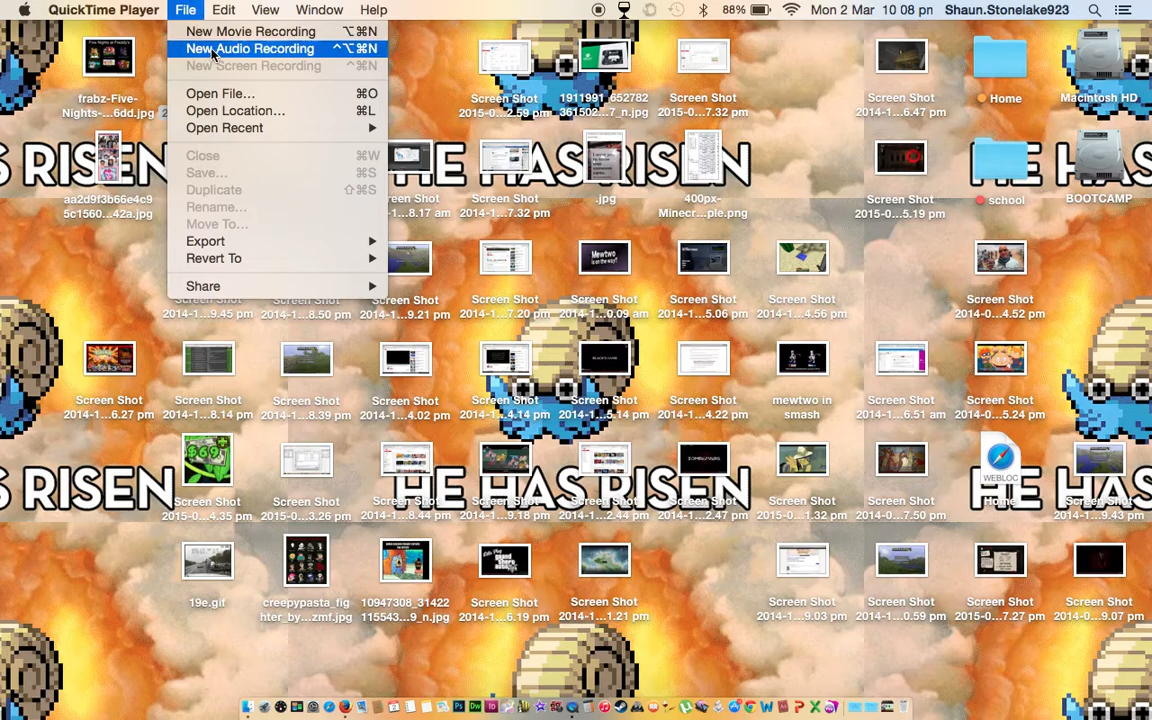 QuickTime Player File Edit View Window Help 88% Mon 2 Mar 10 08 pm Shaun.Stonelake923
New Movie Recording ⌥⌘N
New Audio Recording ^⌥⌘N
New Screen Recording ^⌘N
Open File... ⌘O
Open Location... ⌘L
Open Recent
Close ⌘W
Save... ⌘S
Duplicate ⇧⌘S
Rename...
Move To...
Export
Revert To
Share
frabz-Five-
Nights-...6dd.jpg
Screen Shot
2015-0...2.59 pm
1911991_652782
361502...7_n.jpg
Screen Shot
2015-0...7.32 pm
Screen Shot
2014-1...6.47 pm
Home
Macintosh HD
HE HAS RISEN
aa2d9f3b66e4c9
5c1560...42a.jpg
Screen Shot
2014-1...7.32 pm
.jpg
400px-
Minecr...ple.png
Screen Shot
2015-0...5.19 pm
school
BOOTCAMP
Mewtwo
is on the way?
Screen Shot
2014-1...9.45 pm
Screen Shot
2014-1...8.50 pm
Screen Shot
2014-1...9.21 pm
Screen Shot
2014-1...7.20 pm
Screen Shot
2014-1...0.09 am
Screen Shot
2014-1...5.06 pm
Screen Shot
2014-1...4.56 pm
Screen Shot
2014-0...4.52 pm
Screen Shot
2014-1...6.27 pm
Screen Shot
2014-1...8.14 pm
Screen Shot
2014-1...8.39 pm
Screen Shot
2014-1...4.02 pm
Screen Shot
2014-1...4.14 pm
Screen Shot
2014-1...5.14 pm
Screen Shot
2014-1...4.22 pm
mewtwo in
smash
Screen Shot
2014-1...6.51 am
Screen Shot
2014-0...5.24 pm
$69
WEBLOC
S RISEN
HE HAS RISEN
HE HAS
Screen Shot
2015-0...4.35 pm
Screen Shot
2015-0...3.26 pm
Screen Shot
2014-1...8.44 pm
Screen Shot
2014-1...9.18 pm
Screen Shot
2014-1...2.44 pm
Screen Shot
2014-1...2.47 pm
Screen Shot
2015-0...1.32 pm
Screen Shot
2014-0...7.50 pm
Home
Screen Shot
2014-1...9.43 pm
19e.gif
creepypasta_fig
hter_by...zmf.jpg
10947308_31422
115543...9_n.jpg
Screen Shot
2014-1...6.19 pm
Screen Shot
2014-1...1.21 pm
Screen Shot
2014-1...9.03 pm
Screen Shot
2014-1...0.59 pm
Screen Shot
2015-0...7.27 pm
Screen Shot
2014-0...9.07 pm